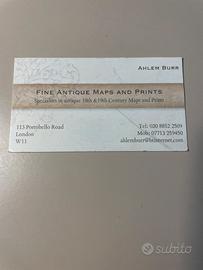 Ahlem Burr
Fine Antique Maps and Prints
Specialists in antique 18th & 19th Century Maps and Prints
113 Portobello Road
London
W11
Tel: 020 8852 2509
Mob: 07713 259450
ahlemburr@btinternet.com
subito